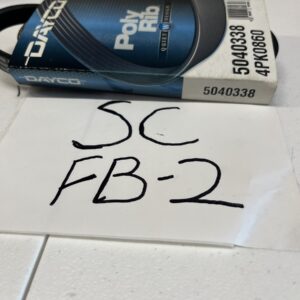 DAYCO
Poly
Rib
DAYCO
5040338
4PK0860
5040338
SC
FB-2